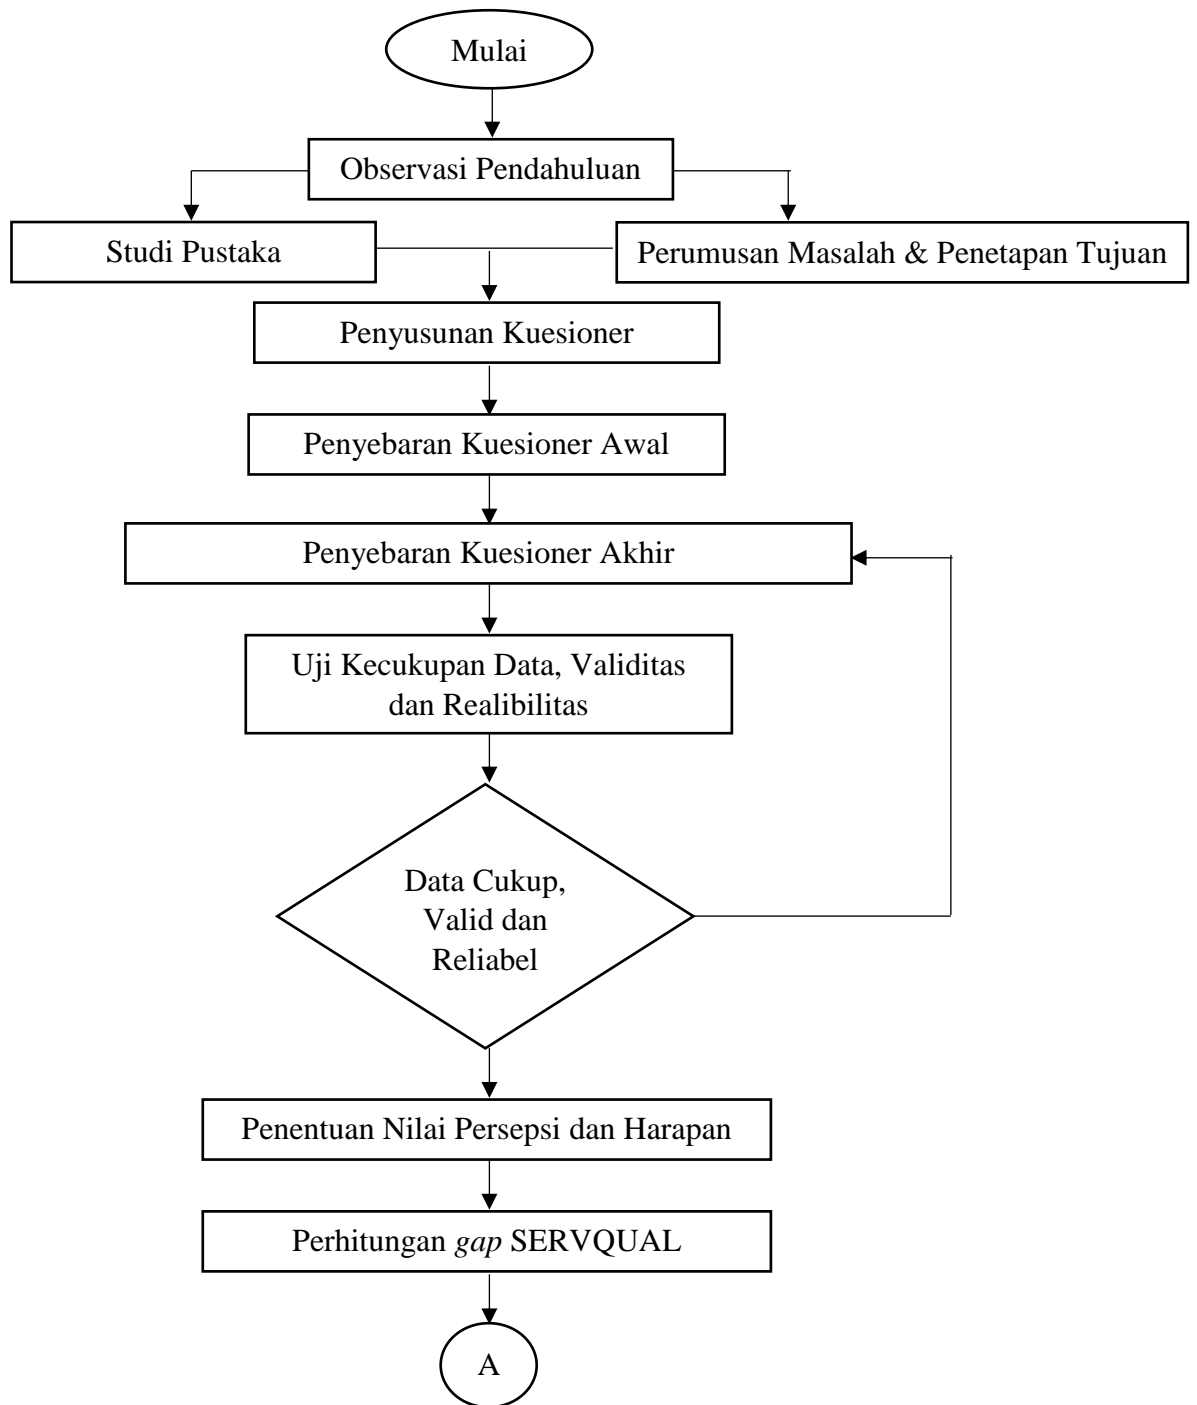 Mulai
Observasi Pendahuluan
Studi Pustaka
Perumusan Masalah & Penetapan Tujuan
Penyusunan Kuesioner
Penyebaran Kuesioner Awal
Penyebaran Kuesioner Akhir
Uji Kecukupan Data, Validitas
dan Realibilitas
Data Cukup,
Valid dan
Reliabel
Penentuan Nilai Persepsi dan Harapan
Perhitungan gap SERVQUAL
A